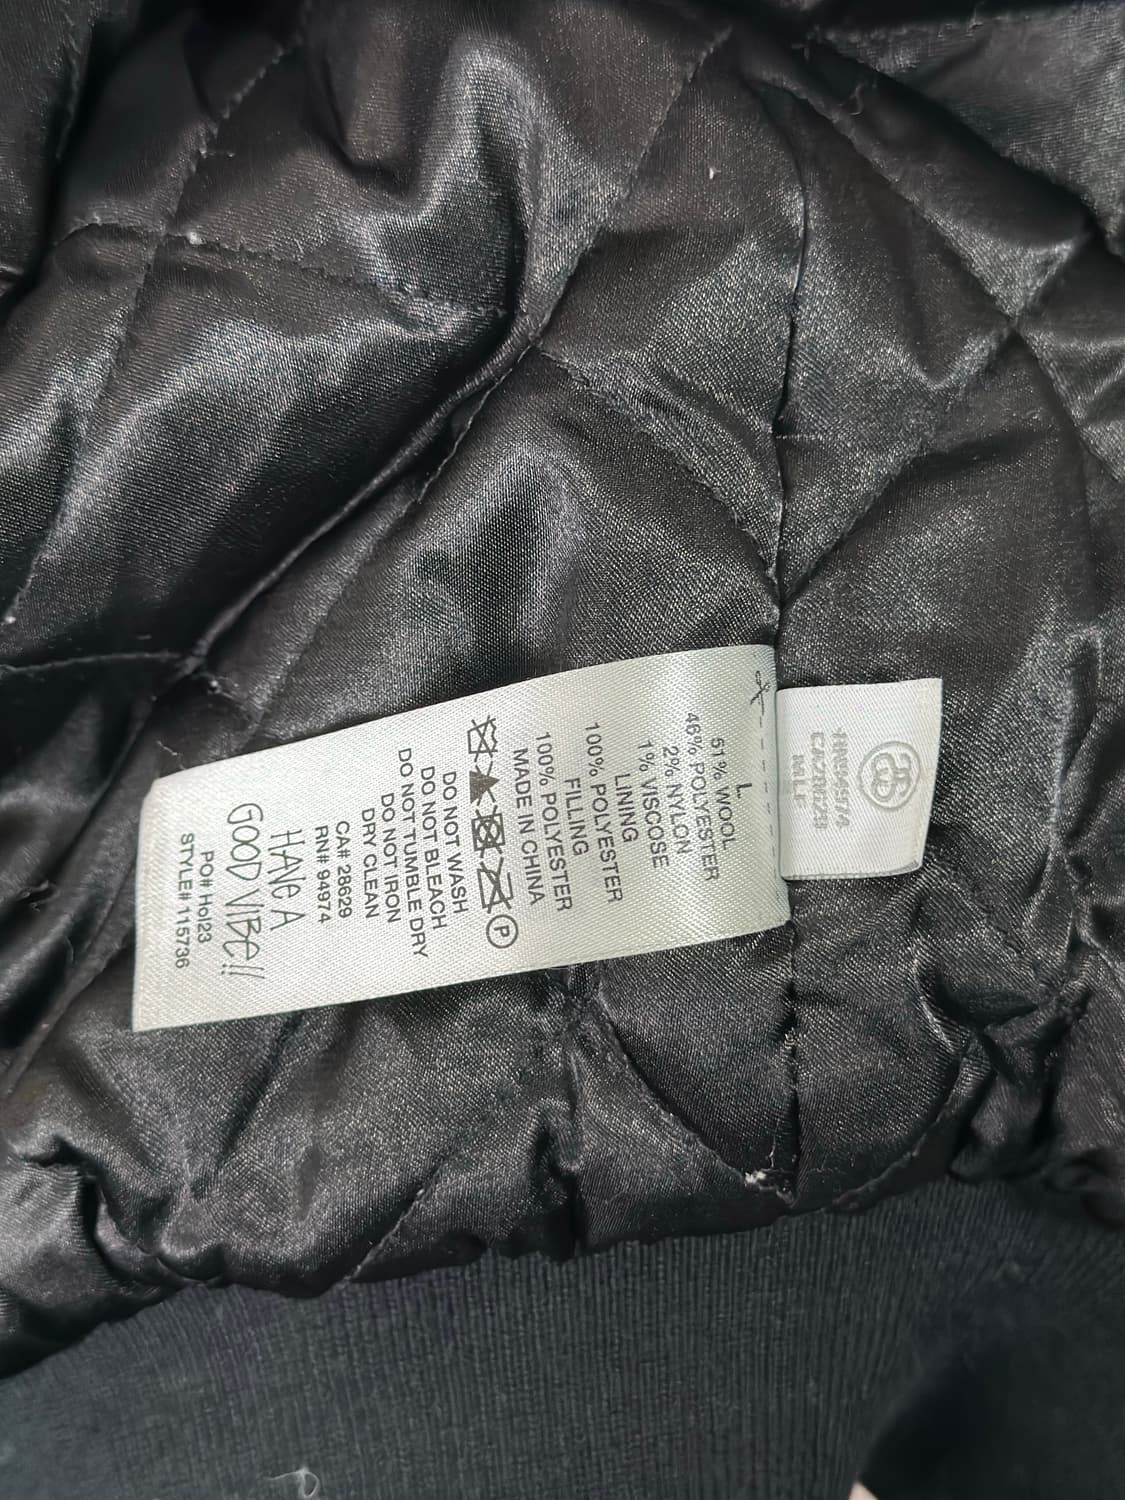 L
51% WOOL
46% POLYESTER
2% NYLON
1% VISCOSE
LINING
100% POLYESTER
FILLING
100% POLYESTER
MADE IN CHINA
P
DO NOT WASH
DO NOT BLEACH
DO NOT TUMBLE DRY
DO NOT IRON
DRY CLEAN
CA# 28629
RN# 94974
HAVE A
GOOD VIBE!!
PO# Hol23
STYLE# 115736